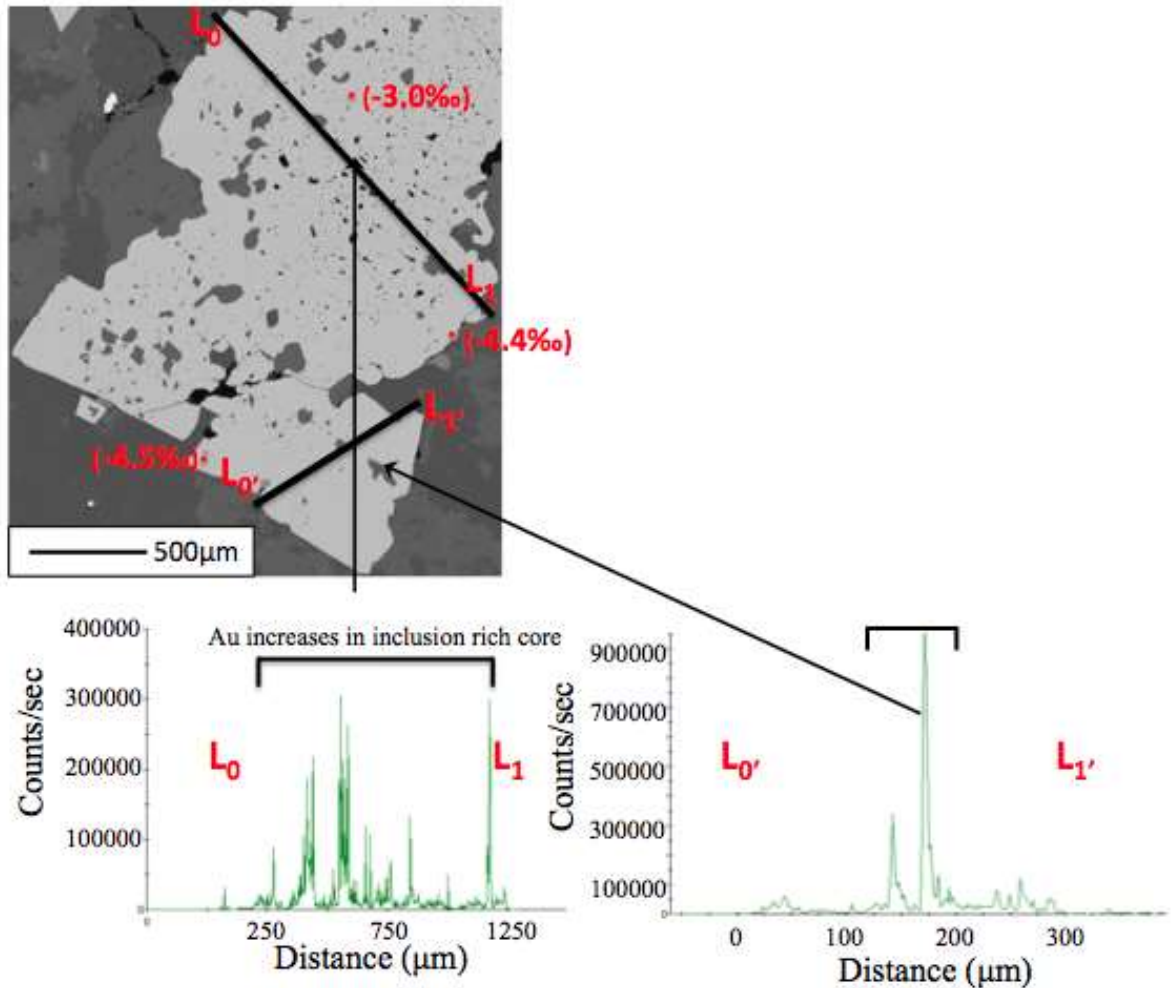 L₀
(-3.0‰)
L₁
(-4.4‰)
L₁'
(-4.5‰)
L₀'
500μm
400000
Au increases in inclusion rich core
900000
300000
700000
L₀
L₁
L₀'
L₁'
Counts/sec
Counts/sec
200000
500000
100000
300000
100000
0
250
750
1250
0
100
200
300
Distance (μm)
Distance (μm)